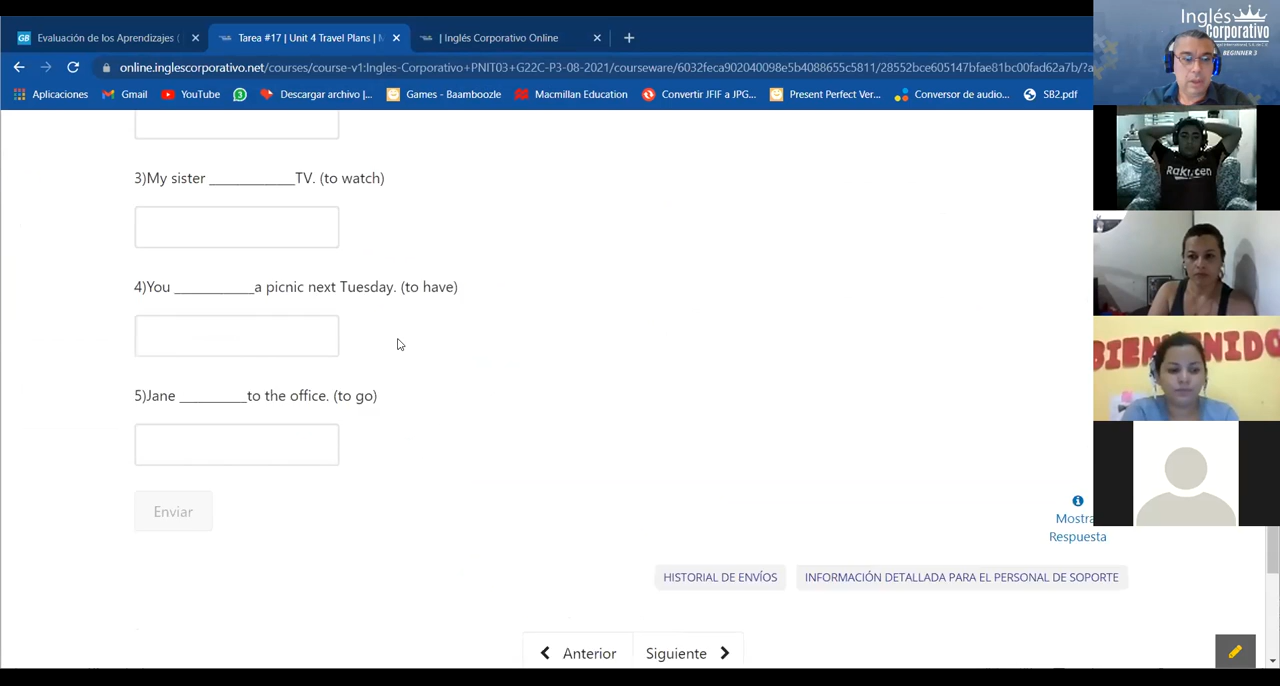 Evaluación de los Aprendizajes (
Tarea #17 | Unit 4 Travel Plans |
| Inglés Corporativo Online
online.inglescorporativo.net/courses/course-v1:Ingles-Corporativo+PNIT03+G22C-P3-08-2021/courseware/6032feca902040098e5b4088655c5811/28552bce605147bfae81bc00fad62a7b/?a
Aplicaciones
Gmail
YouTube
Descargar archivo |...
Games - Baamboozle
Macmillan Education
Convertir JFIF a JPG...
Present Perfect Ver...
Conversor de audio...
SB2.pdf
3)My sister ____________TV. (to watch)
4)You ___________a picnic next Tuesday. (to have)
5)Jane _________to the office. (to go)
Enviar
Mostra
Respuesta
HISTORIAL DE ENVÍOS
INFORMACIÓN DETALLADA PARA EL PERSONAL DE SOPORTE
Anterior
Siguiente
Inglés
Corporativo
BEGINNER 3
Rakuten
BIENVENIDO